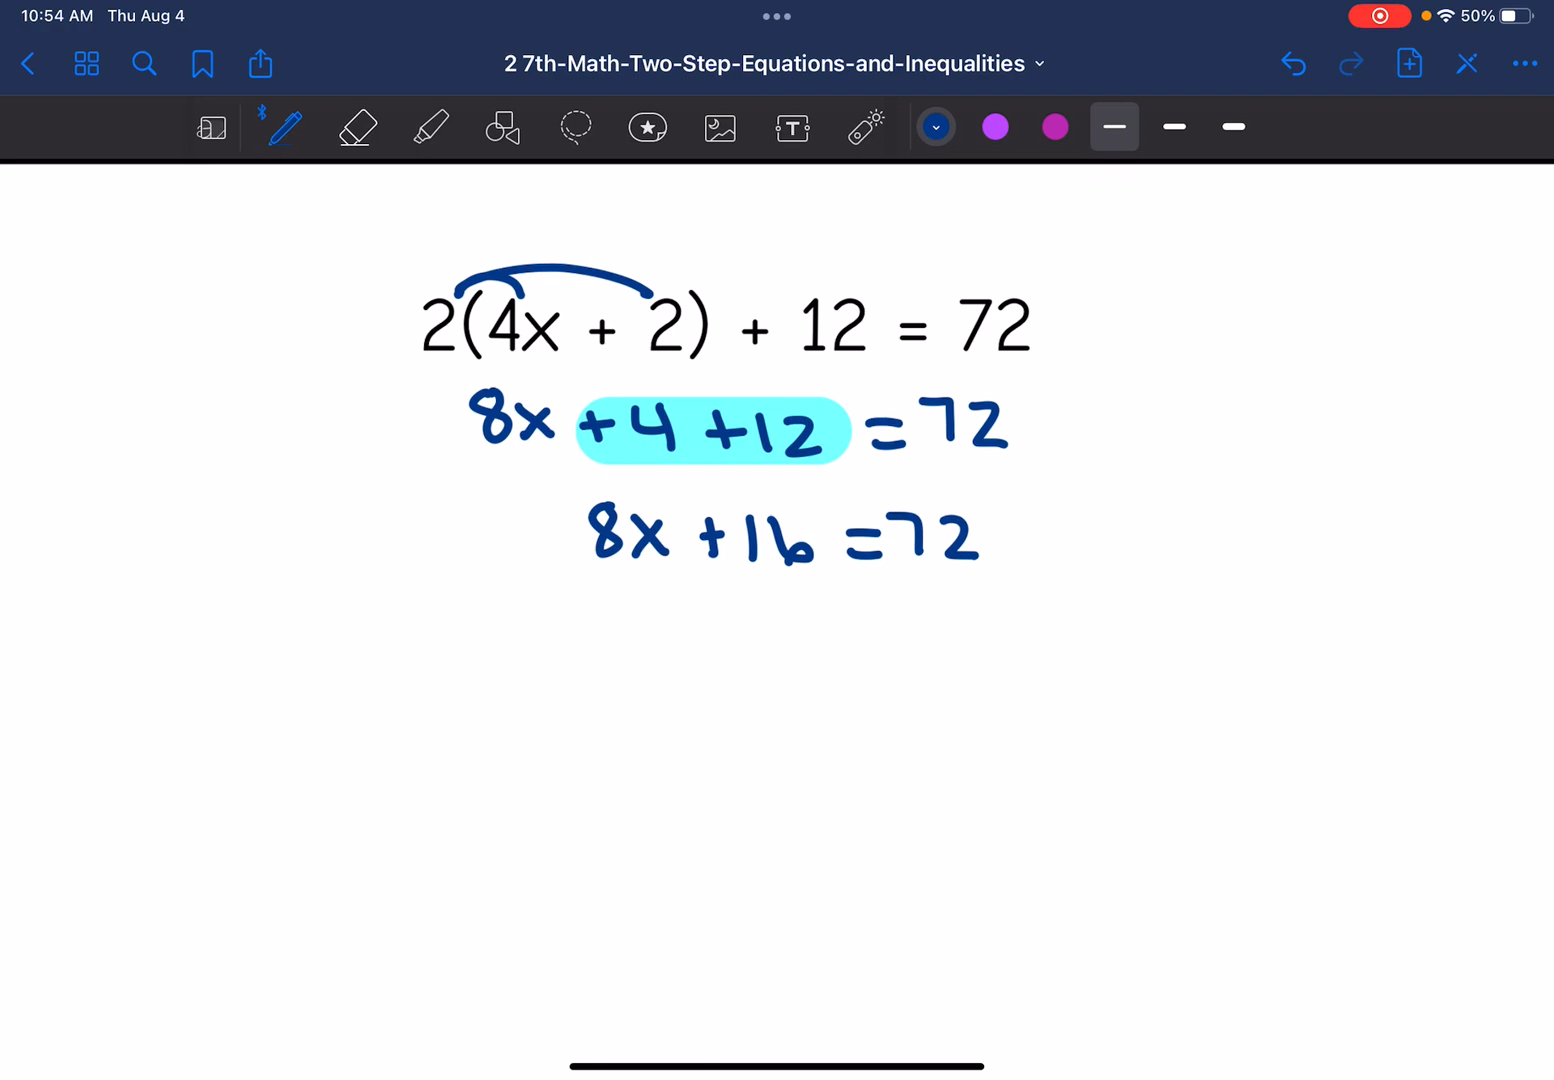 10:54 AM Thu Aug 4
50%
2 7th-Math-Two-Step-Equations-and-Inequalities
T
2(4x + 2) + 12 = 72
8x +4 +12 = 72
8x +16 = 72